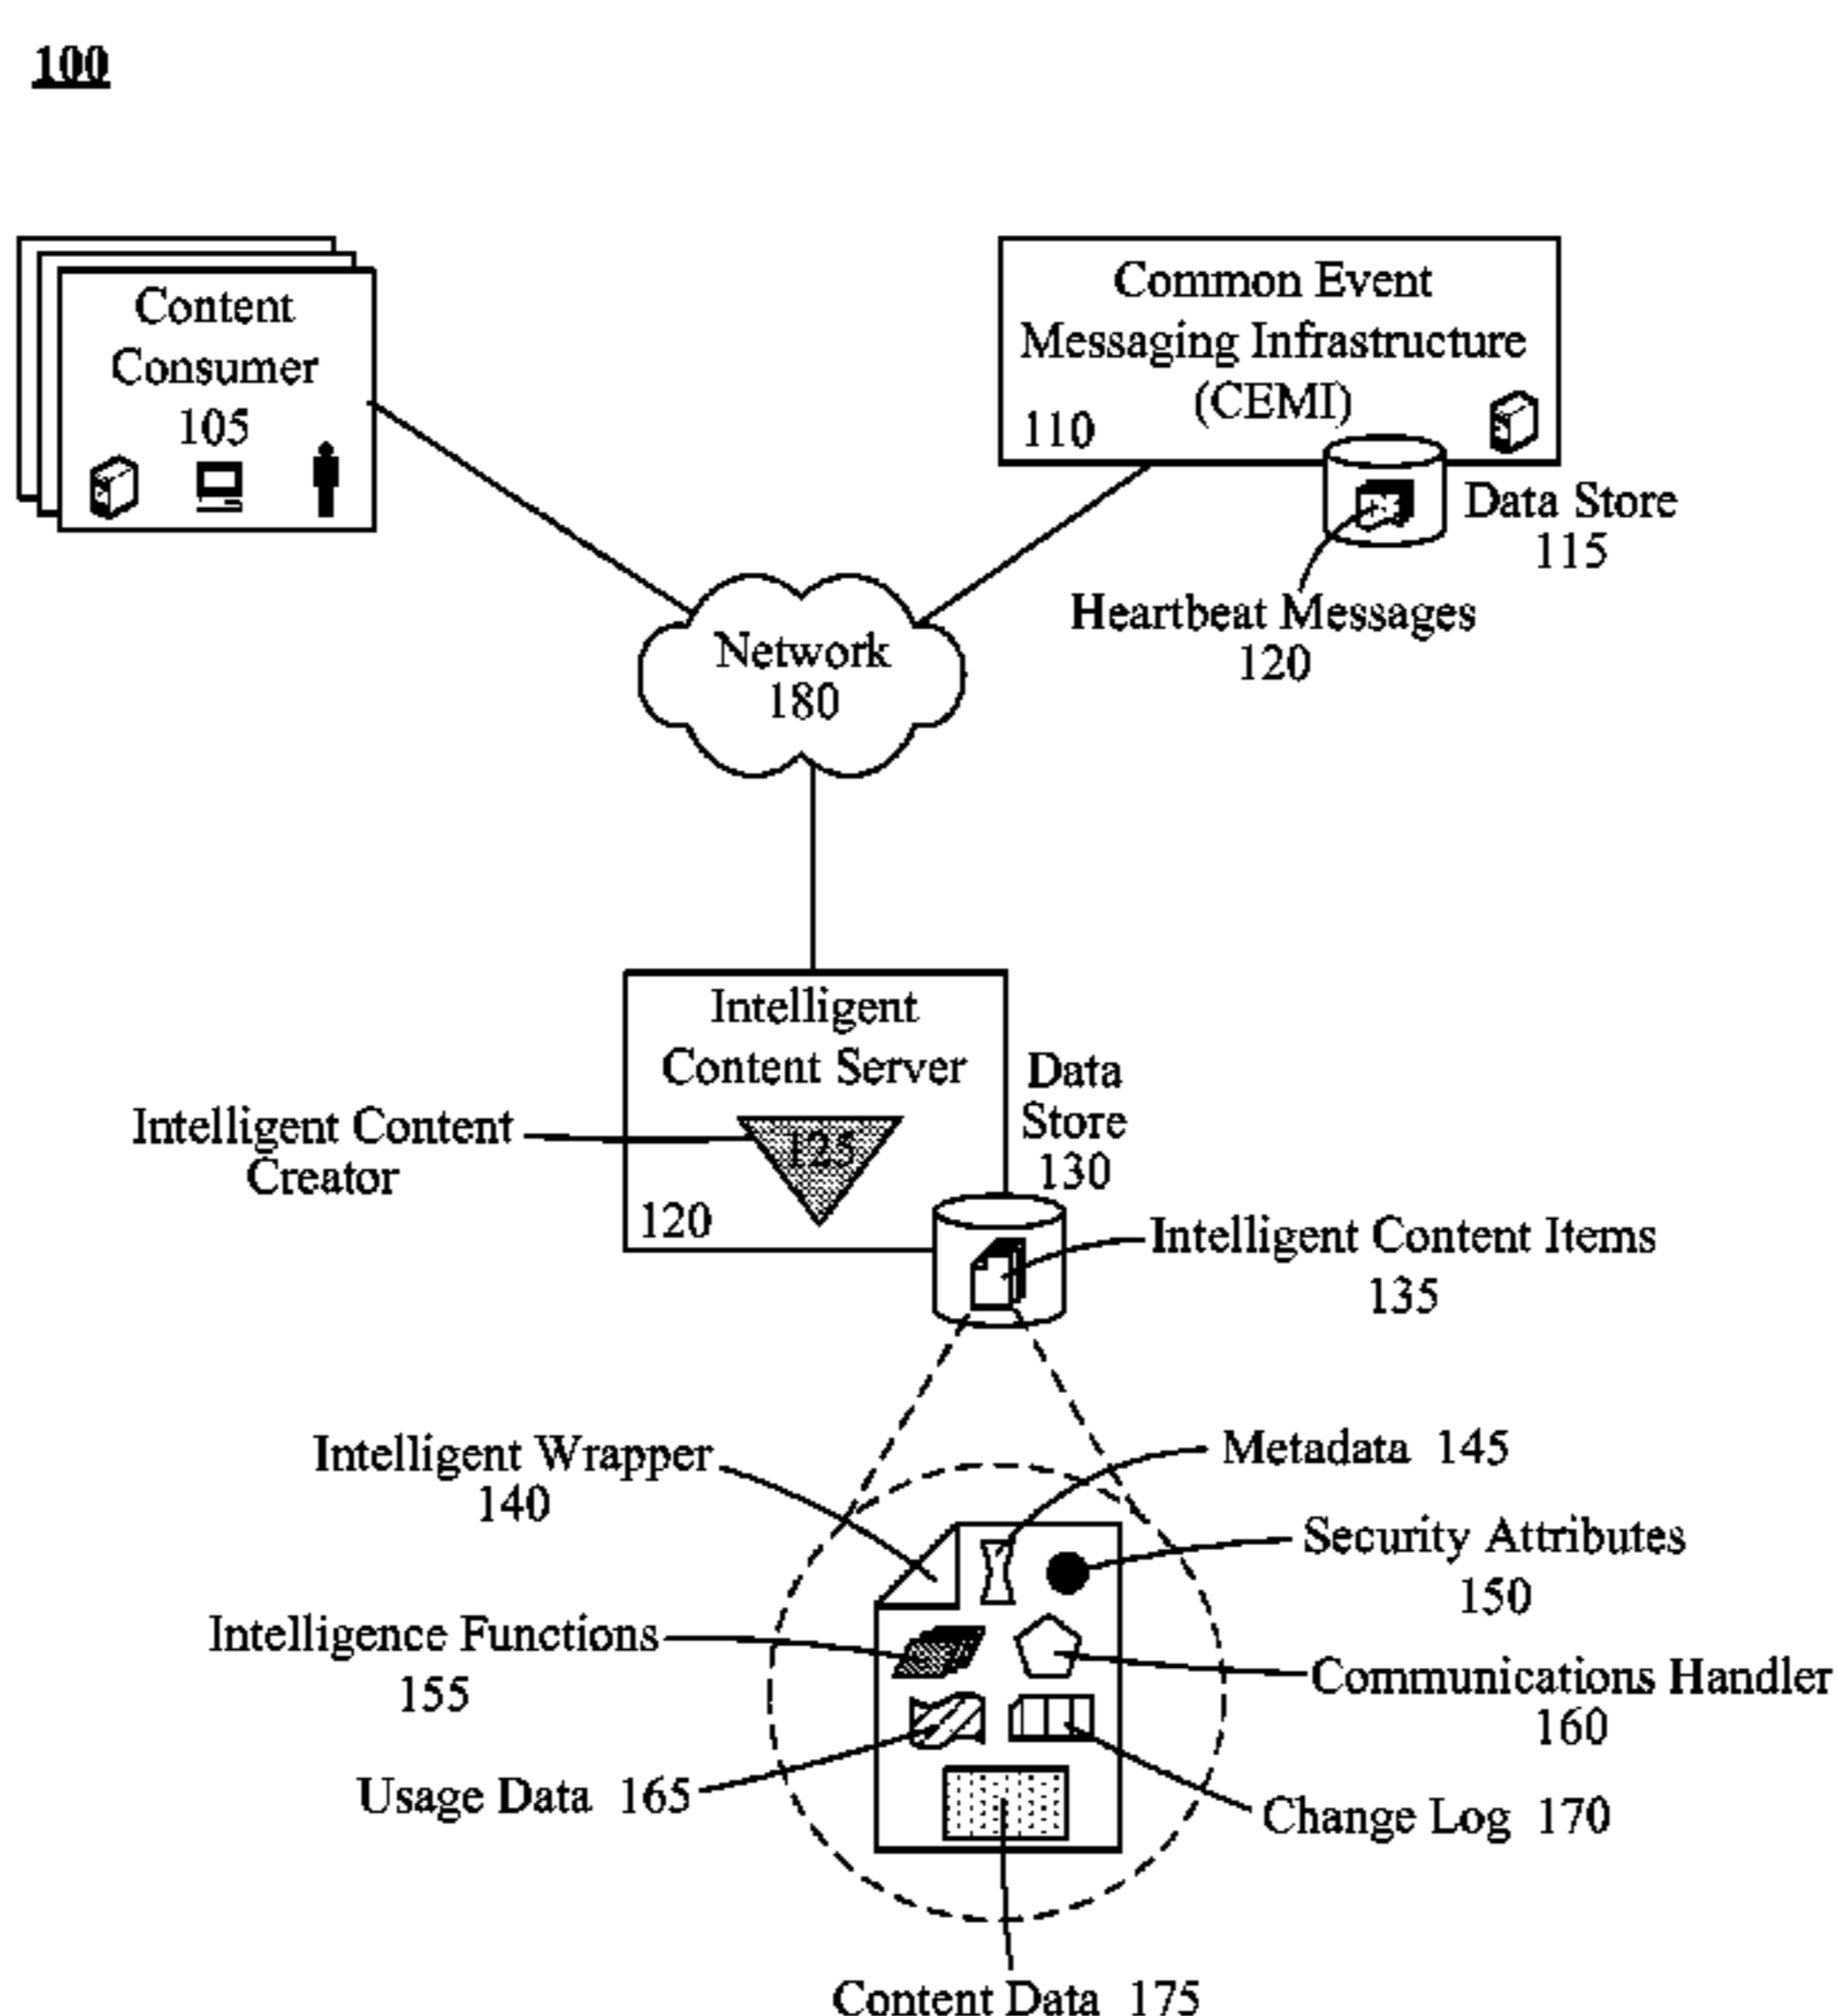 100
Content
Consumer
105
Common Event
Messaging Infrastructure
(CEMI)
110
Data Store
115
Heartbeat Messages
120
Network
180
Intelligent
Content Server
Data
Store
130
Intelligent Content
Creator
125
120
Intelligent Content Items
135
Intelligent Wrapper
140
Metadata 145
Security Attributes
150
Intelligence Functions
155
Communications Handler
160
Usage Data 165
Change Log 170
Content Data 175